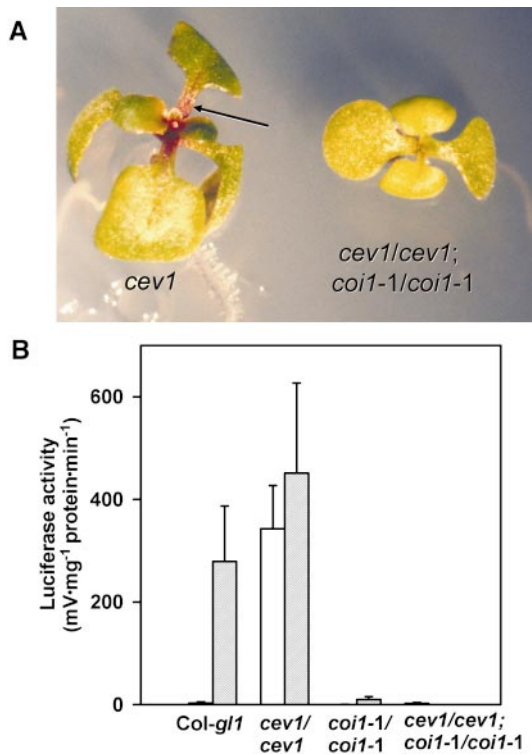 A
cev1
cev1/cev1;
coi1-1/coi1-1
B
Luciferase activity
(mV·mg⁻¹ protein·min⁻¹)
600
400
200
0
Col-gl1
cev1/
cev1
coi1-1/
coi1-1
cev1/cev1;
coi1-1/coi1-1